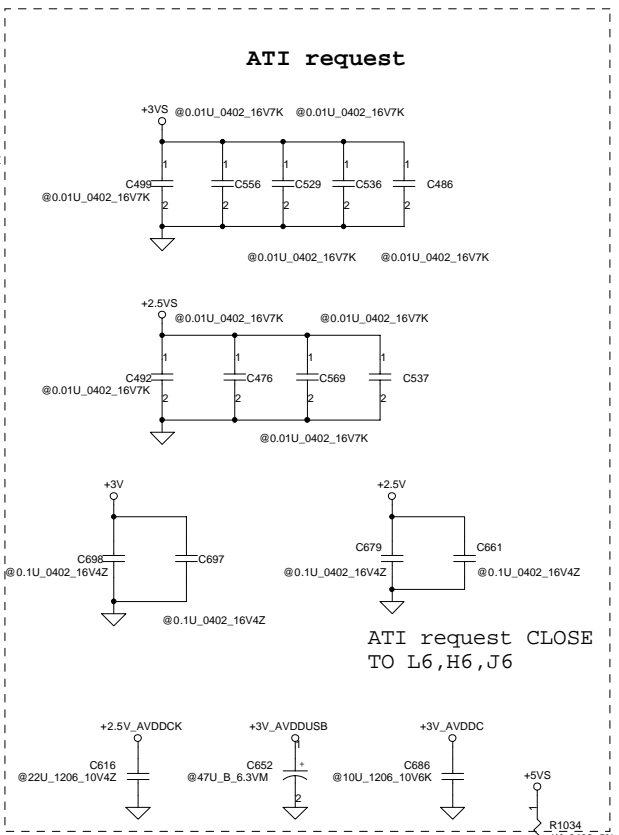 ATI request
+3VS @0.01U_0402_16V7K @0.01U_0402_16V7K
1 1 1 1 1
C499 C556 C529 C536 C486
@0.01U_0402_16V7K
2 2 2 2 2
@0.01U_0402_16V7K @0.01U_0402_16V7K
+2.5VS
@0.01U_0402_16V7K @0.01U_0402_16V7K
1 1 1 1
C492 C476 C569 C537
@0.01U_0402_16V7K
2 2 2 2
@0.01U_0402_16V7K
+3V +2.5V
C698 C697 C679 C661
@0.1U_0402_16V4Z @0.1U_0402_16V4Z @0.1U_0402_16V4Z
@0.1U_0402_16V4Z
ATI request CLOSE
TO L6,H6,J6
+2.5V_AVDDCK +3V_AVDDUSB +3V_AVDDC
1
C616 C652 + C686
@22U_1206_10V4Z @47U_B_6.3VM @10U_1206_10V6K
+5VS
2
1
R1034